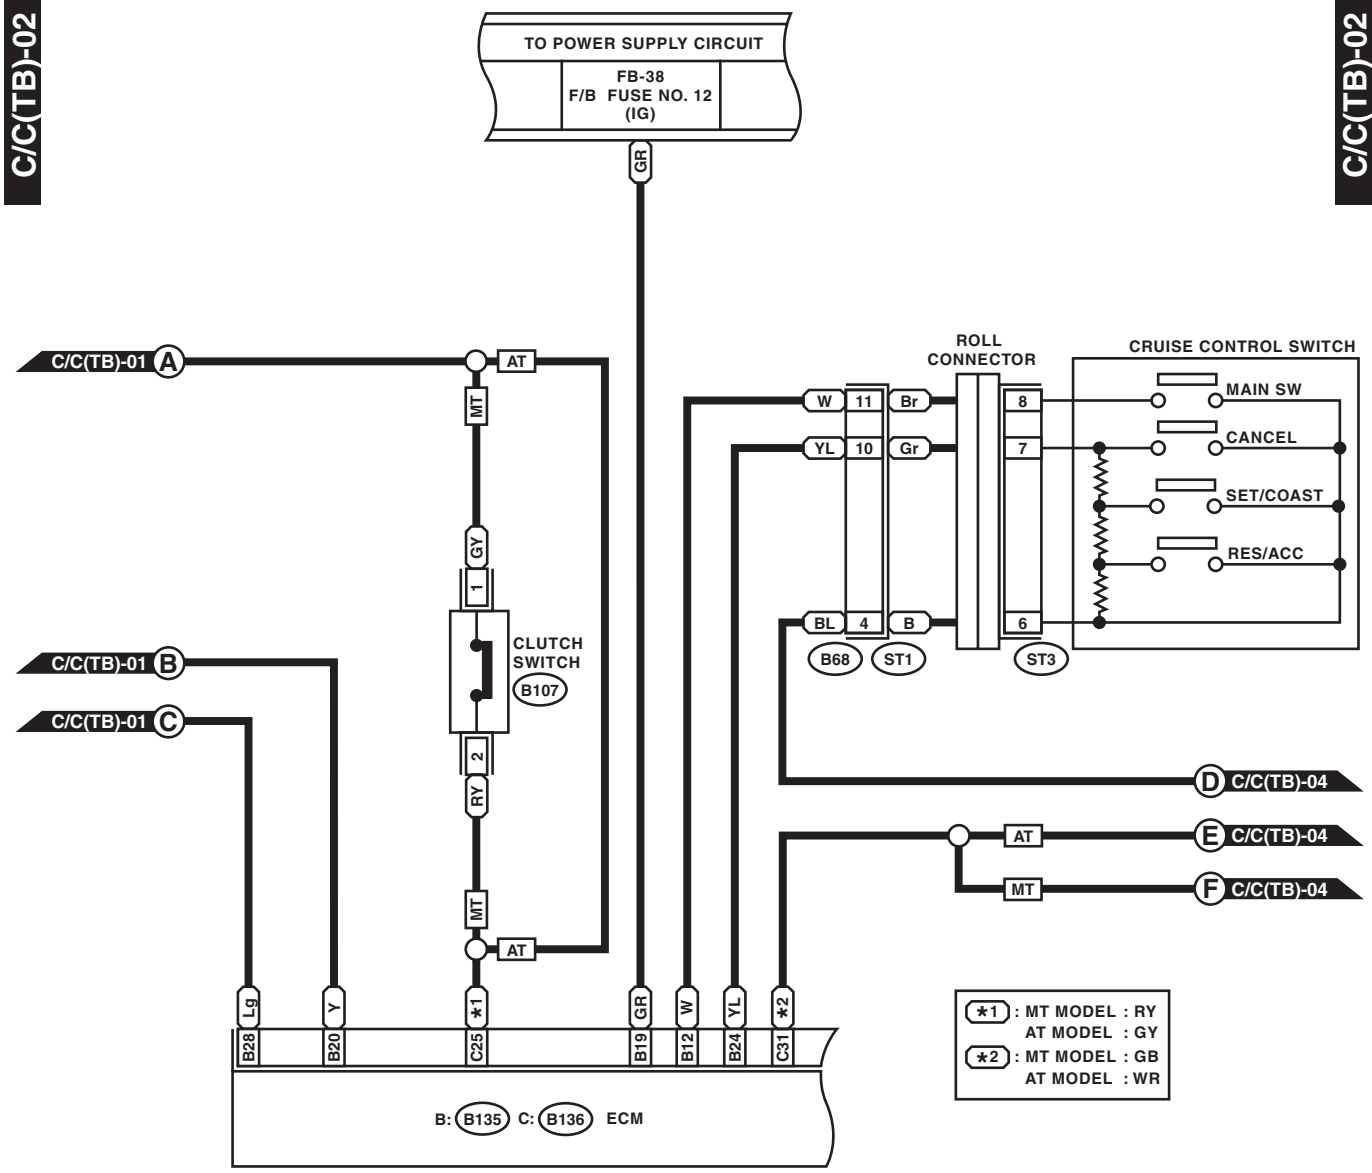 C/C(TB)-02
C/C(TB)-02
TO POWER SUPPLY CIRCUIT
FB-38
F/B FUSE NO. 12
(IG)
GR
C/C(TB)-01 A
AT
MT
GY
1
CLUTCH
SWITCH
B107
2
RY
MT
AT
C/C(TB)-01 B
C/C(TB)-01 C
ROLL
CONNECTOR
CRUISE CONTROL SWITCH
W 11 Br 8 MAIN SW
YL 10 Gr 7 CANCEL
SET/COAST
RES/ACC
BL 4 B 6
B68 ST1 ST3
D C/C(TB)-04
AT E C/C(TB)-04
MT F C/C(TB)-04
Lg Y *1 GR W YL *2
B28 B20 C25 B19 B12 B24 C31
B: B135 C: B136 ECM
*1 : MT MODEL : RY
AT MODEL : GY
*2 : MT MODEL : GB
AT MODEL : WR